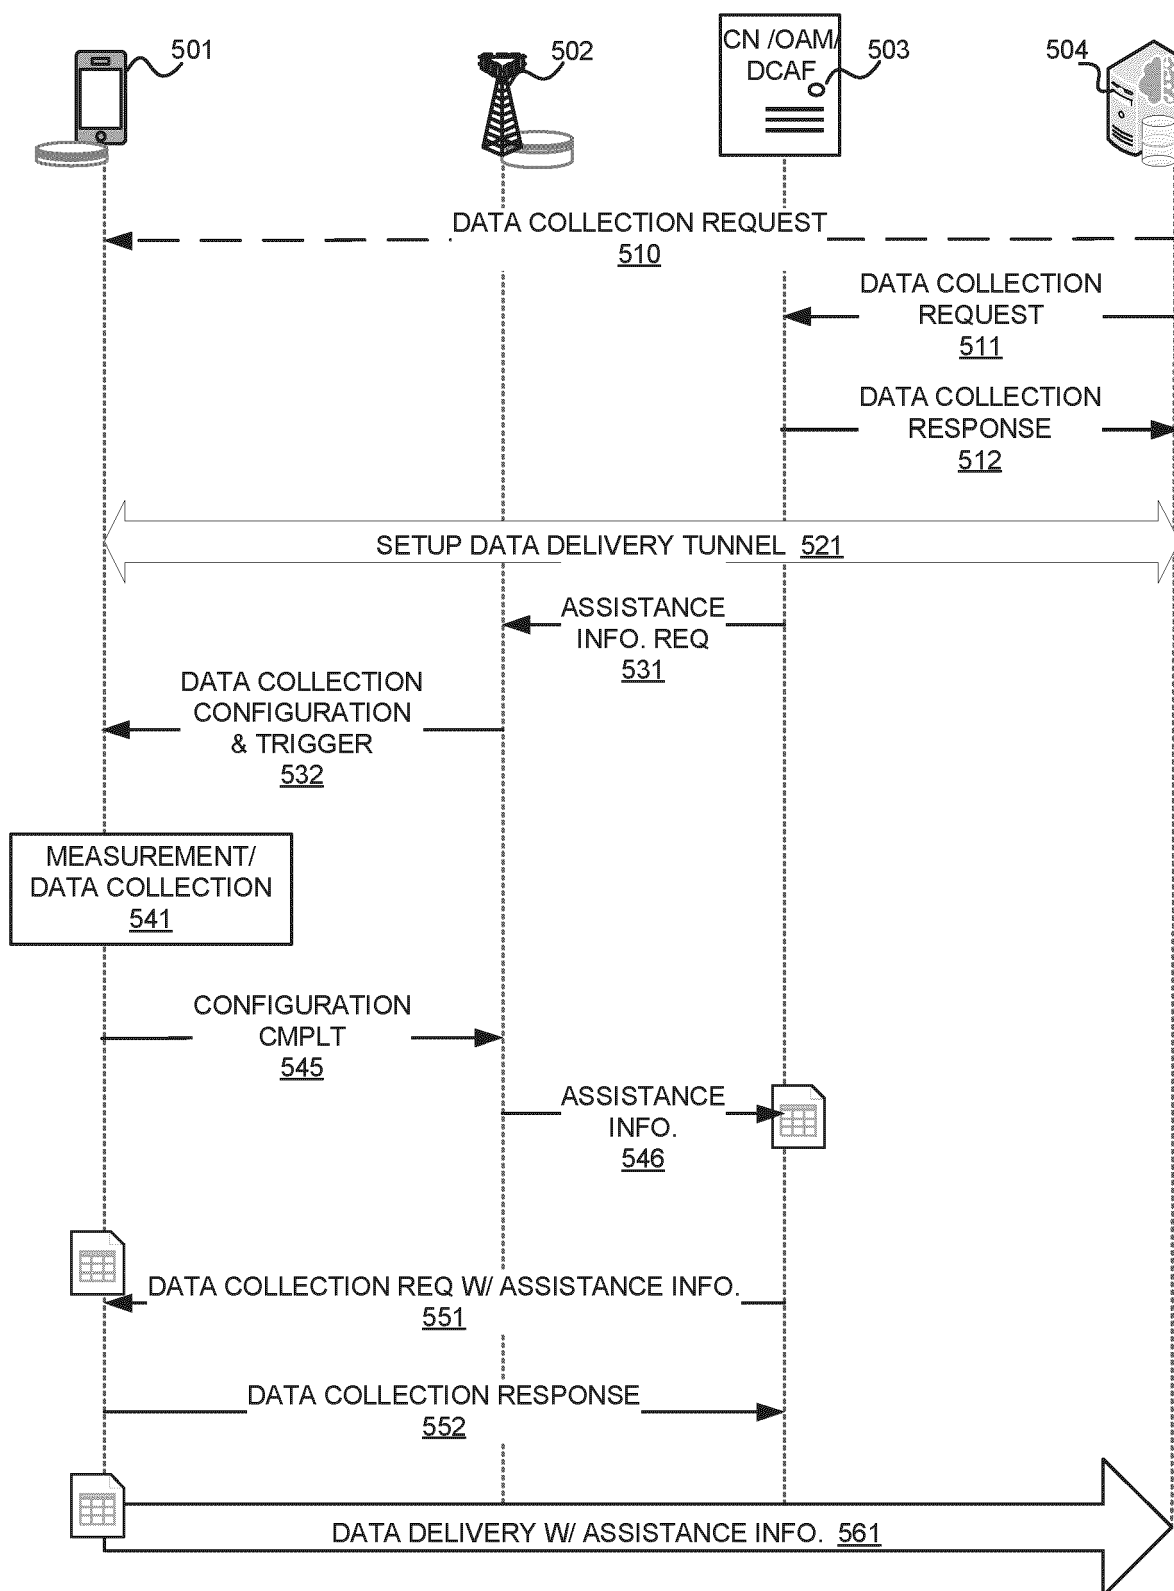 501
502
CN /OAM/
DCAF
503
504
DATA COLLECTION REQUEST
510
DATA COLLECTION
REQUEST
511
DATA COLLECTION
RESPONSE
512
SETUP DATA DELIVERY TUNNEL 521
ASSISTANCE
INFO. REQ
531
DATA COLLECTION
CONFIGURATION
& TRIGGER
532
MEASUREMENT/
DATA COLLECTION
541
CONFIGURATION
CMPLT
545
ASSISTANCE
INFO.
546
DATA COLLECTION REQ W/ ASSISTANCE INFO.
551
DATA COLLECTION RESPONSE
552
DATA DELIVERY W/ ASSISTANCE INFO. 561